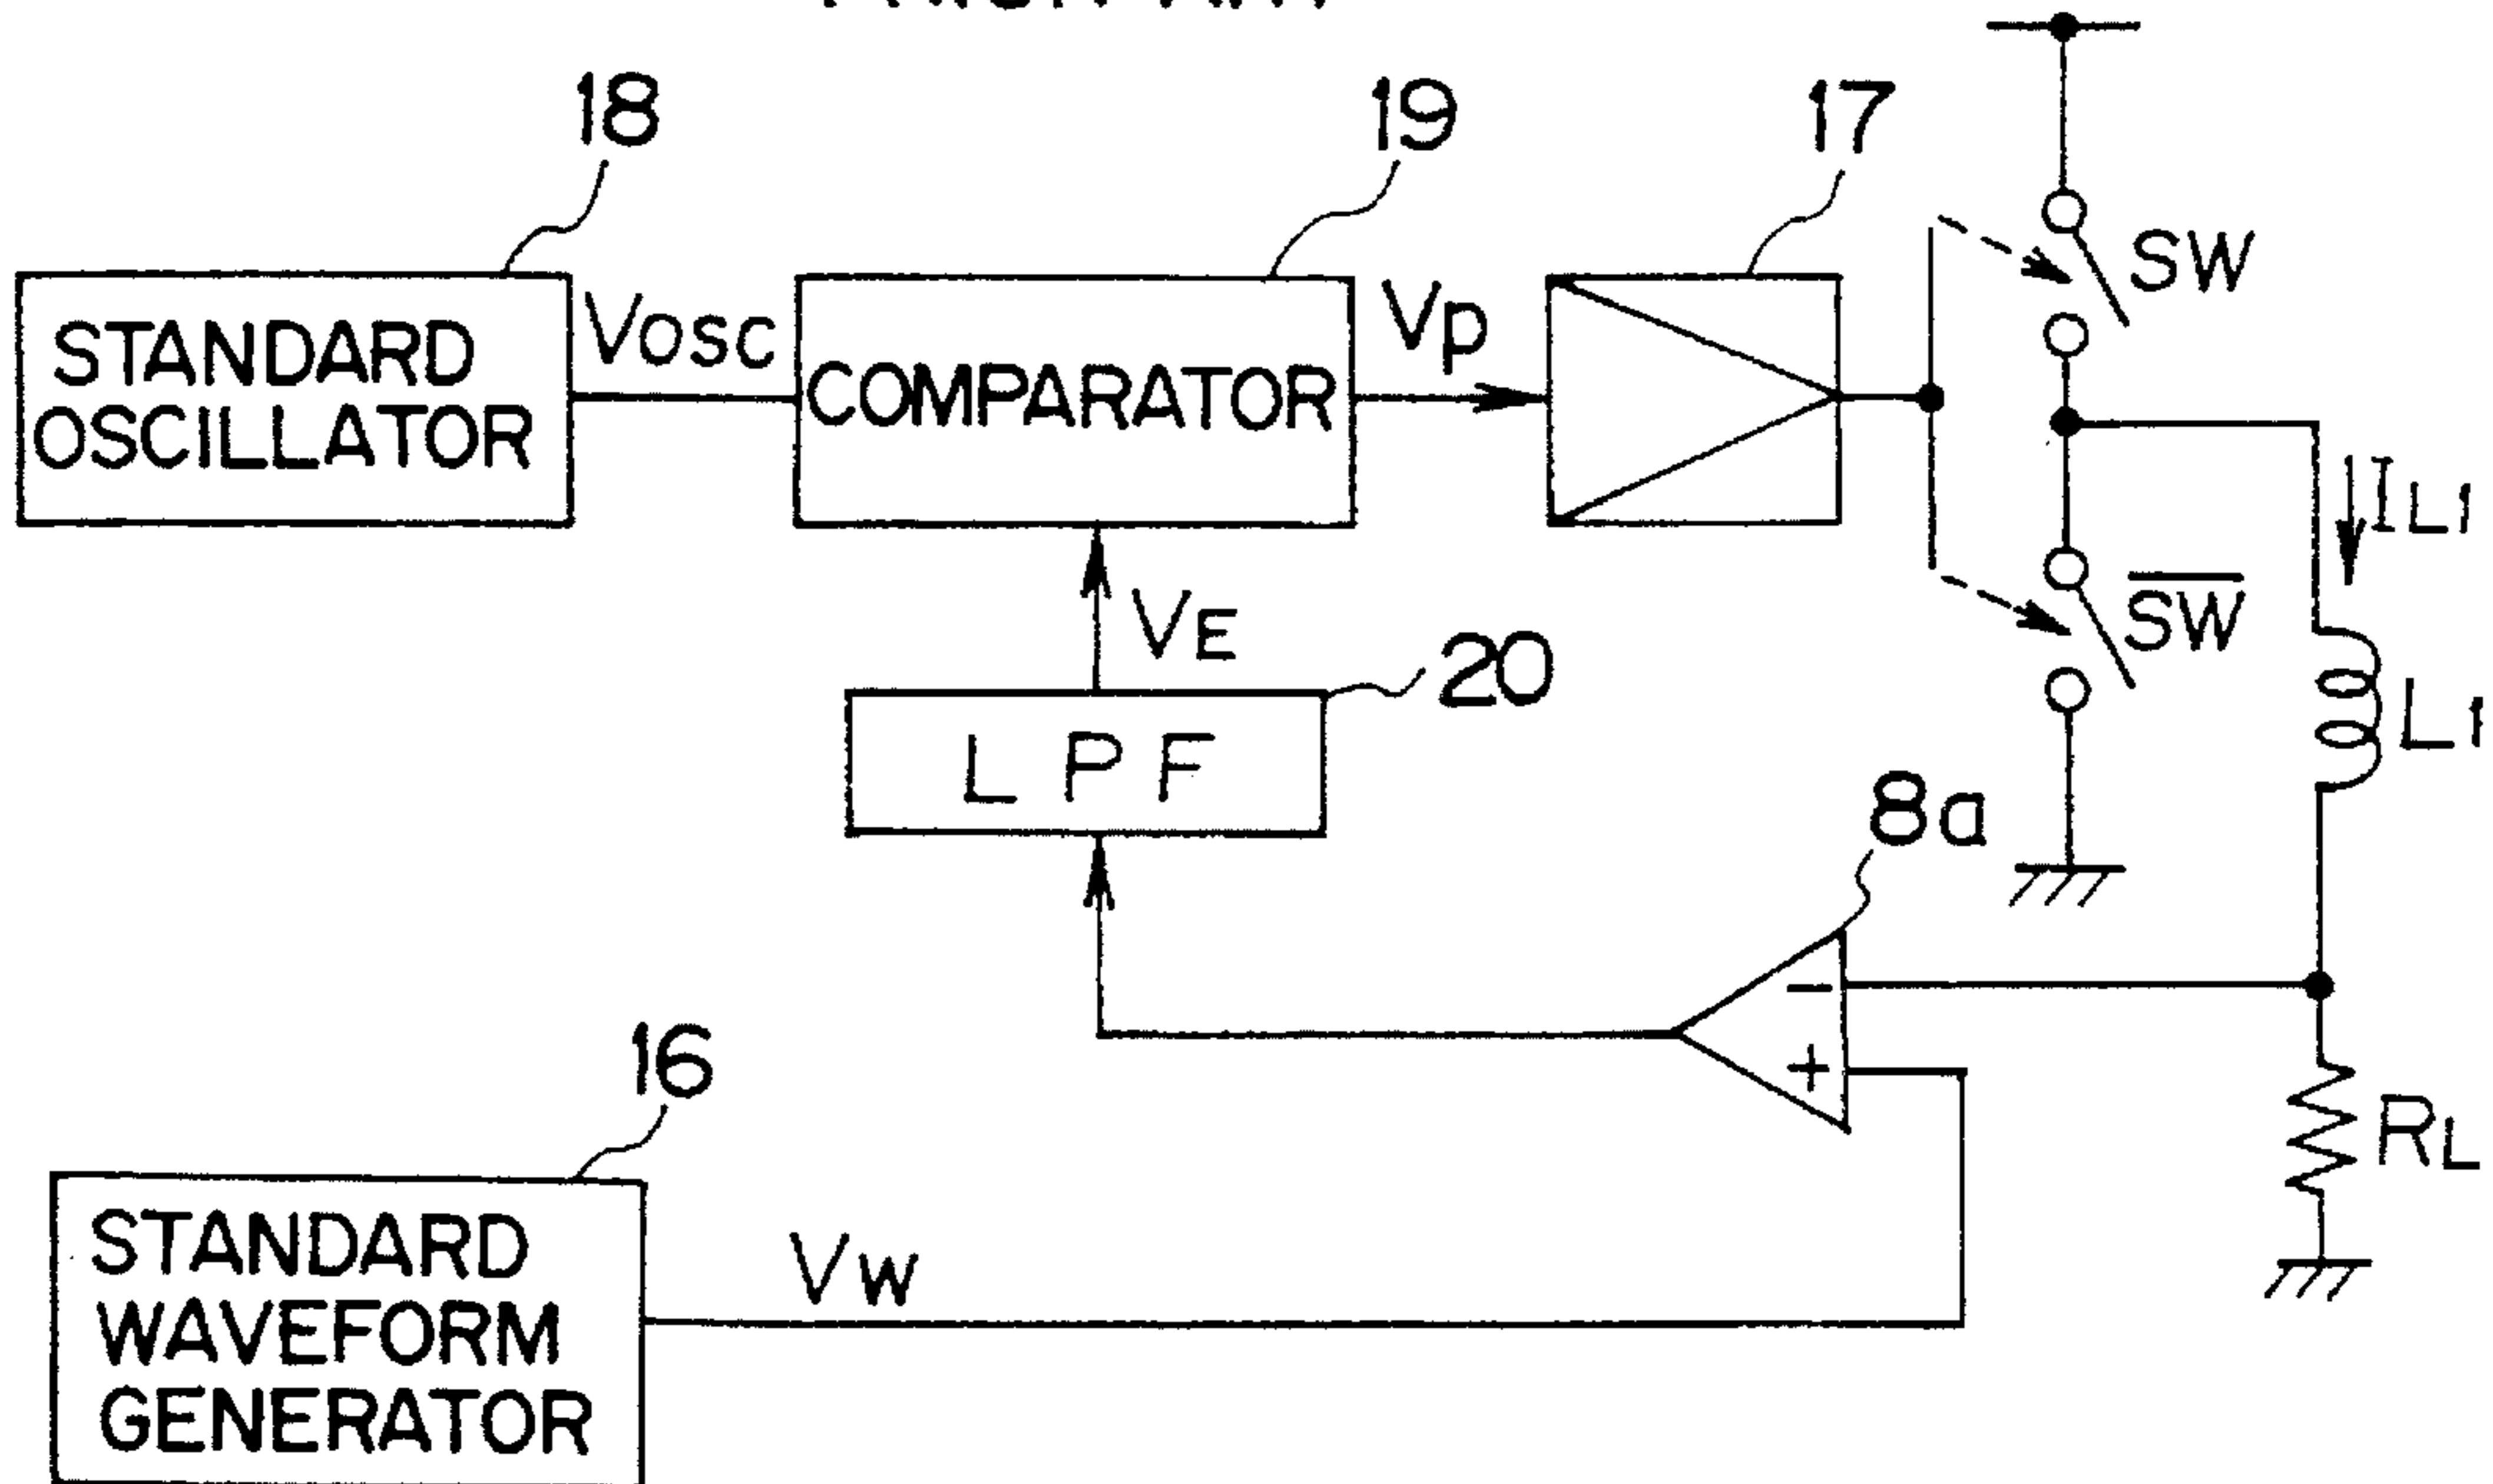 18
19
17
SW
STANDARD
OSCILLATOR
VOSC
COMPARATOR
Vp
IL1
SW
VE
20
L P F
L1
8a
−
+
16
RL
STANDARD
WAVEFORM
GENERATOR
VW